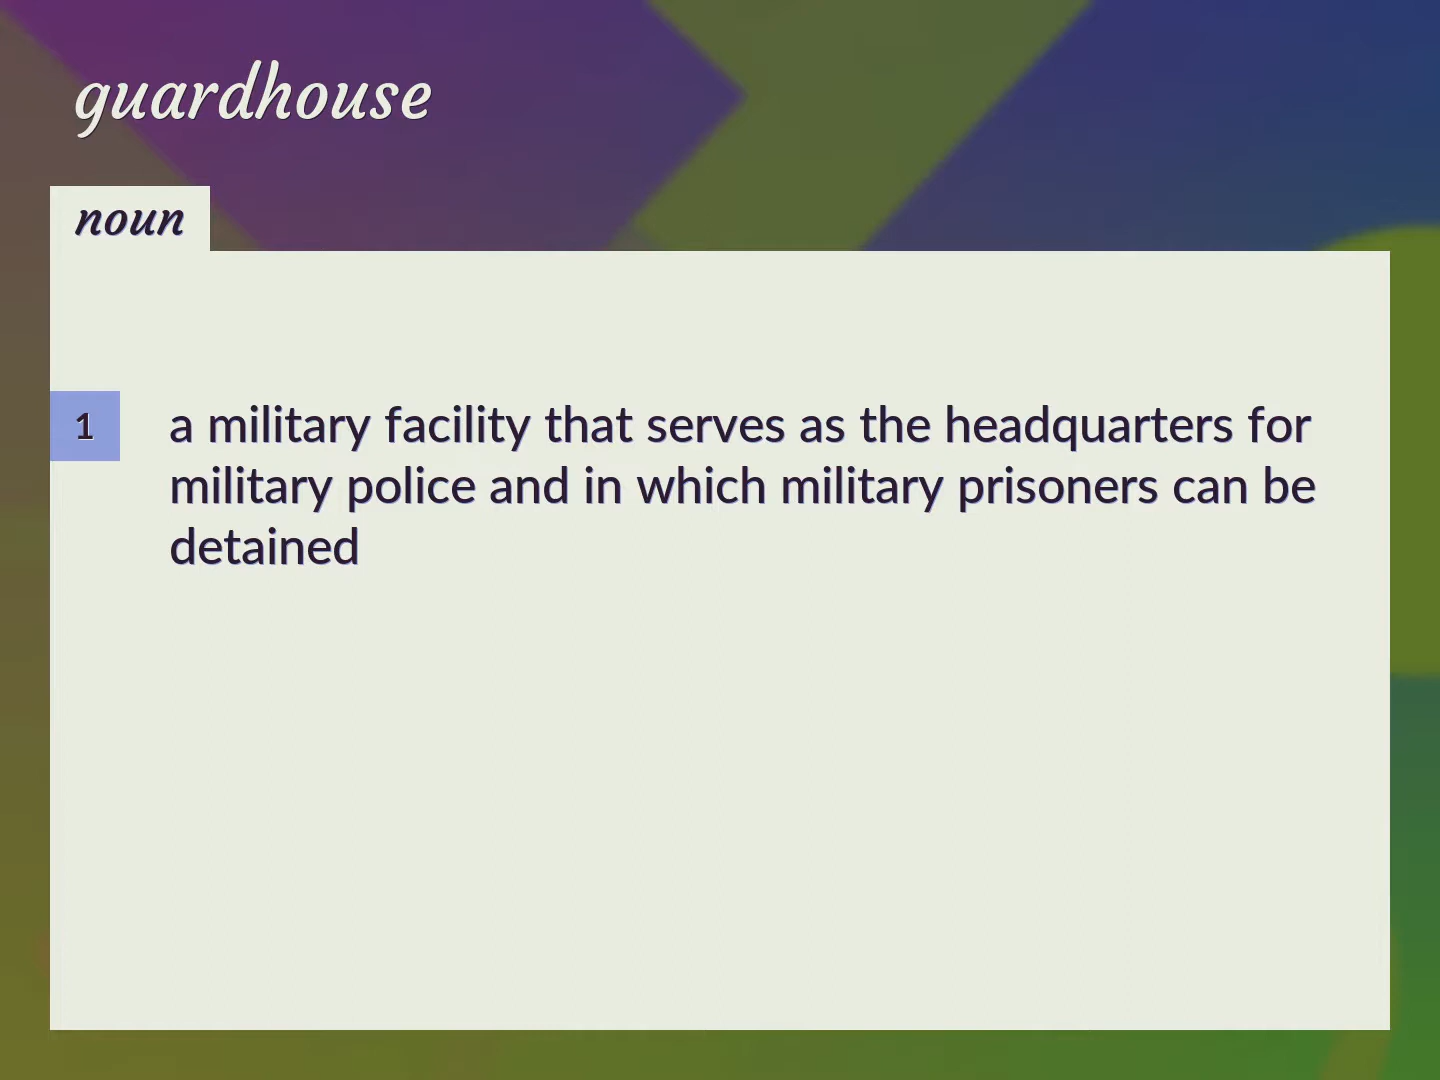 guardhouse
noun
1
a military facility that serves as the headquarters for
military police and in which military prisoners can be
detained